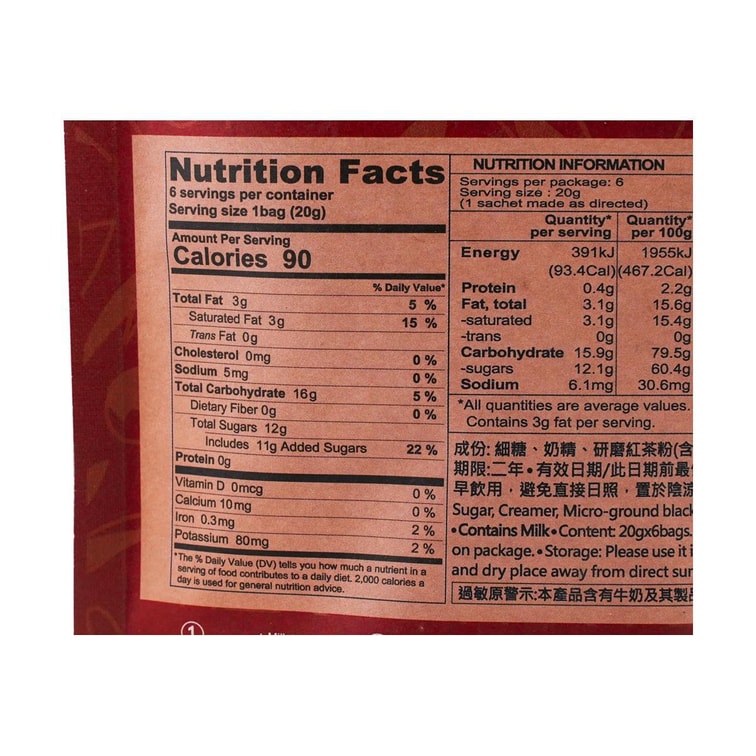 Nutrition Facts
6 servings per container
Serving size 1bag (20g)
Amount Per Serving
Calories 90
% Daily Value*
Total Fat 3g 5 %
Saturated Fat 3g 15 %
Trans Fat 0g
Cholesterol 0mg 0 %
Sodium 5mg 0 %
Total Carbohydrate 16g 5 %
Dietary Fiber 0g 0 %
Total Sugars 12g
Includes 11g Added Sugars 22 %
Protein 0g
Vitamin D 0mcg 0 %
Calcium 10mg 0 %
Iron 0.3mg 2 %
Potassium 80mg 2 %
*The % Daily Value (DV) tells you how much a nutrient in a
serving of food contributes to a daily diet. 2,000 calories a
day is used for general nutrition advice.
NUTRITION INFORMATION
Servings per package: 6
Serving size : 20g
(1 sachet made as directed)
Quantity* Quantity*
per serving per 100g
Energy 391kJ 1955kJ
(93.4Cal) (467.2Cal)
Protein 0.4g 2.2g
Fat, total 3.1g 15.6g
-saturated 3.1g 15.4g
-trans 0g 0g
Carbohydrate 15.9g 79.5g
-sugars 12.1g 60.4g
Sodium 6.1mg 30.6mg
*All quantities are average values.
Contains 3g fat per serving.
成份: 細糖、奶精、研磨紅茶粉(含
期限:二年•有效日期/此日期前最
早飲用，避免直接日照，置於陰涼
Sugar, Creamer, Micro-ground black
•Contains Milk•Content: 20gx6bags.
on package.•Storage: Please use it
and dry place away from direct
過敏原警示:本產品含有牛奶及其製
1